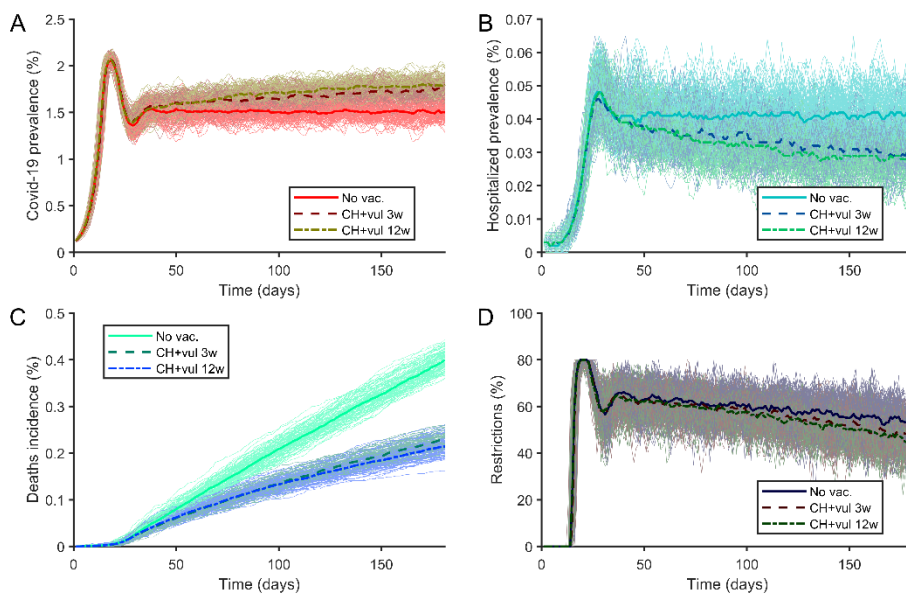 A
Covid-19 prevalence (%)
2.5
2
1.5
1
0.5
0
No vac.
CH+vul 3w
CH+vul 12w
0
50
100
150
Time (days)
B
Hospitalized prevalence (%)
0.07
0.06
0.05
0.04
0.03
0.02
0.01
0
No vac.
CH+vul 3w
CH+vul 12w
0
50
100
150
Time (days)
C
Deaths incidence (%)
0.5
0.4
0.3
0.2
0.1
0
No vac.
CH+vul 3w
CH+vul 12w
0
50
100
150
Time (days)
D
Restrictions (%)
100
80
60
40
20
0
No vac.
CH+vul 3w
CH+vul 12w
0
50
100
150
Time (days)